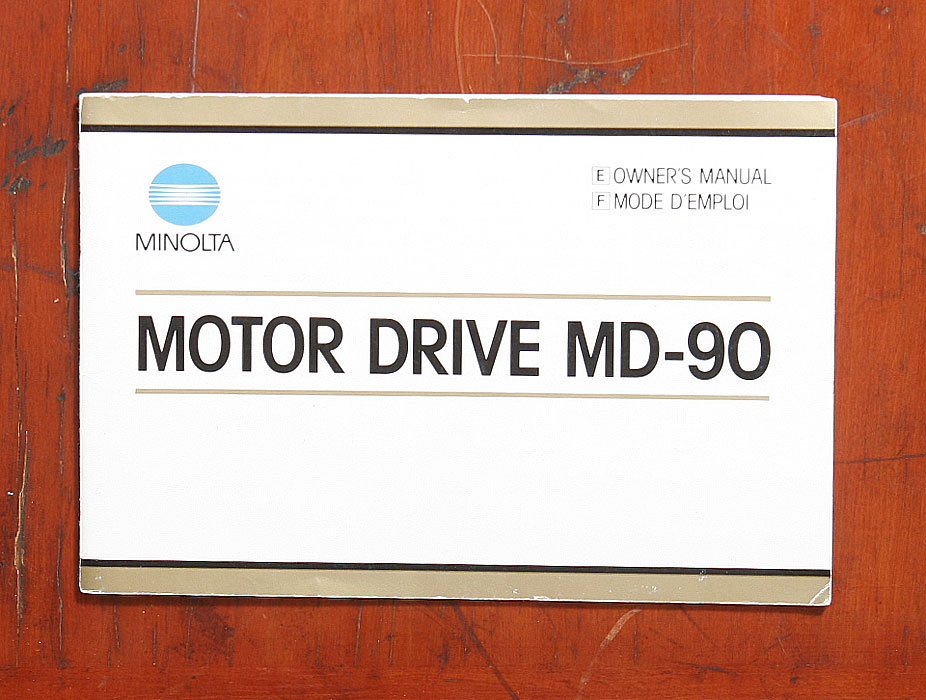 MINOLTA
E OWNER'S MANUAL
F MODE D'EMPLOI
MOTOR DRIVE MD-90